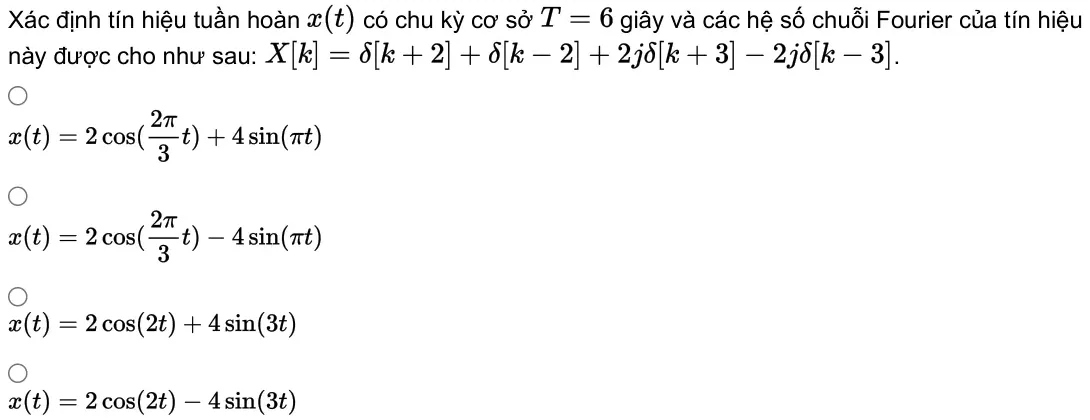 Xác định tín hiệu tuần hoàn x(t) có chu kỳ cơ sở T = 6 giây và các hệ số chuỗi Fourier của tín hiệu
này được cho như sau: X[k] = δ[k + 2] + δ[k − 2] + 2jδ[k + 3] − 2jδ[k − 3].
x(t) = 2 cos(\frac{2π}{3}t) + 4 sin(πt)
x(t) = 2 cos(\frac{2π}{3}t) − 4 sin(πt)
x(t) = 2 cos(2t) + 4 sin(3t)
x(t) = 2 cos(2t) − 4 sin(3t)